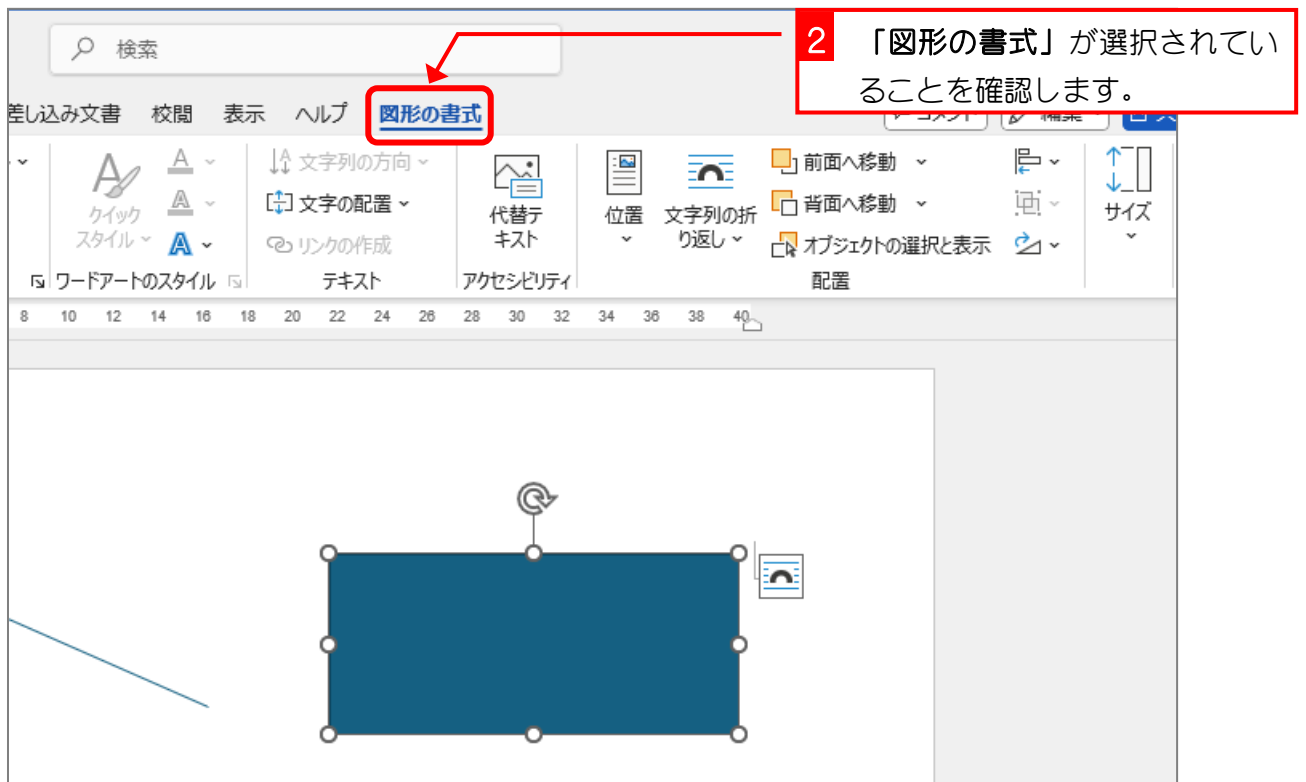 検索
2 「図形の書式」が選択されてい
ることを確認します。
差し込み文書 校閲 表示 ヘルプ 図形の書式
クイック
スタイル
文字列の方向
文字の配置
リンクの作成
代替テ
キスト
位置
文字列の折
り返し
前面へ移動
背面へ移動
オブジェクトの選択と表示
サイズ
ワードアートのスタイル テキスト アクセシビリティ 配置
8 10 12 14 16 18 20 22 24 26 28 30 32 34 36 38 40